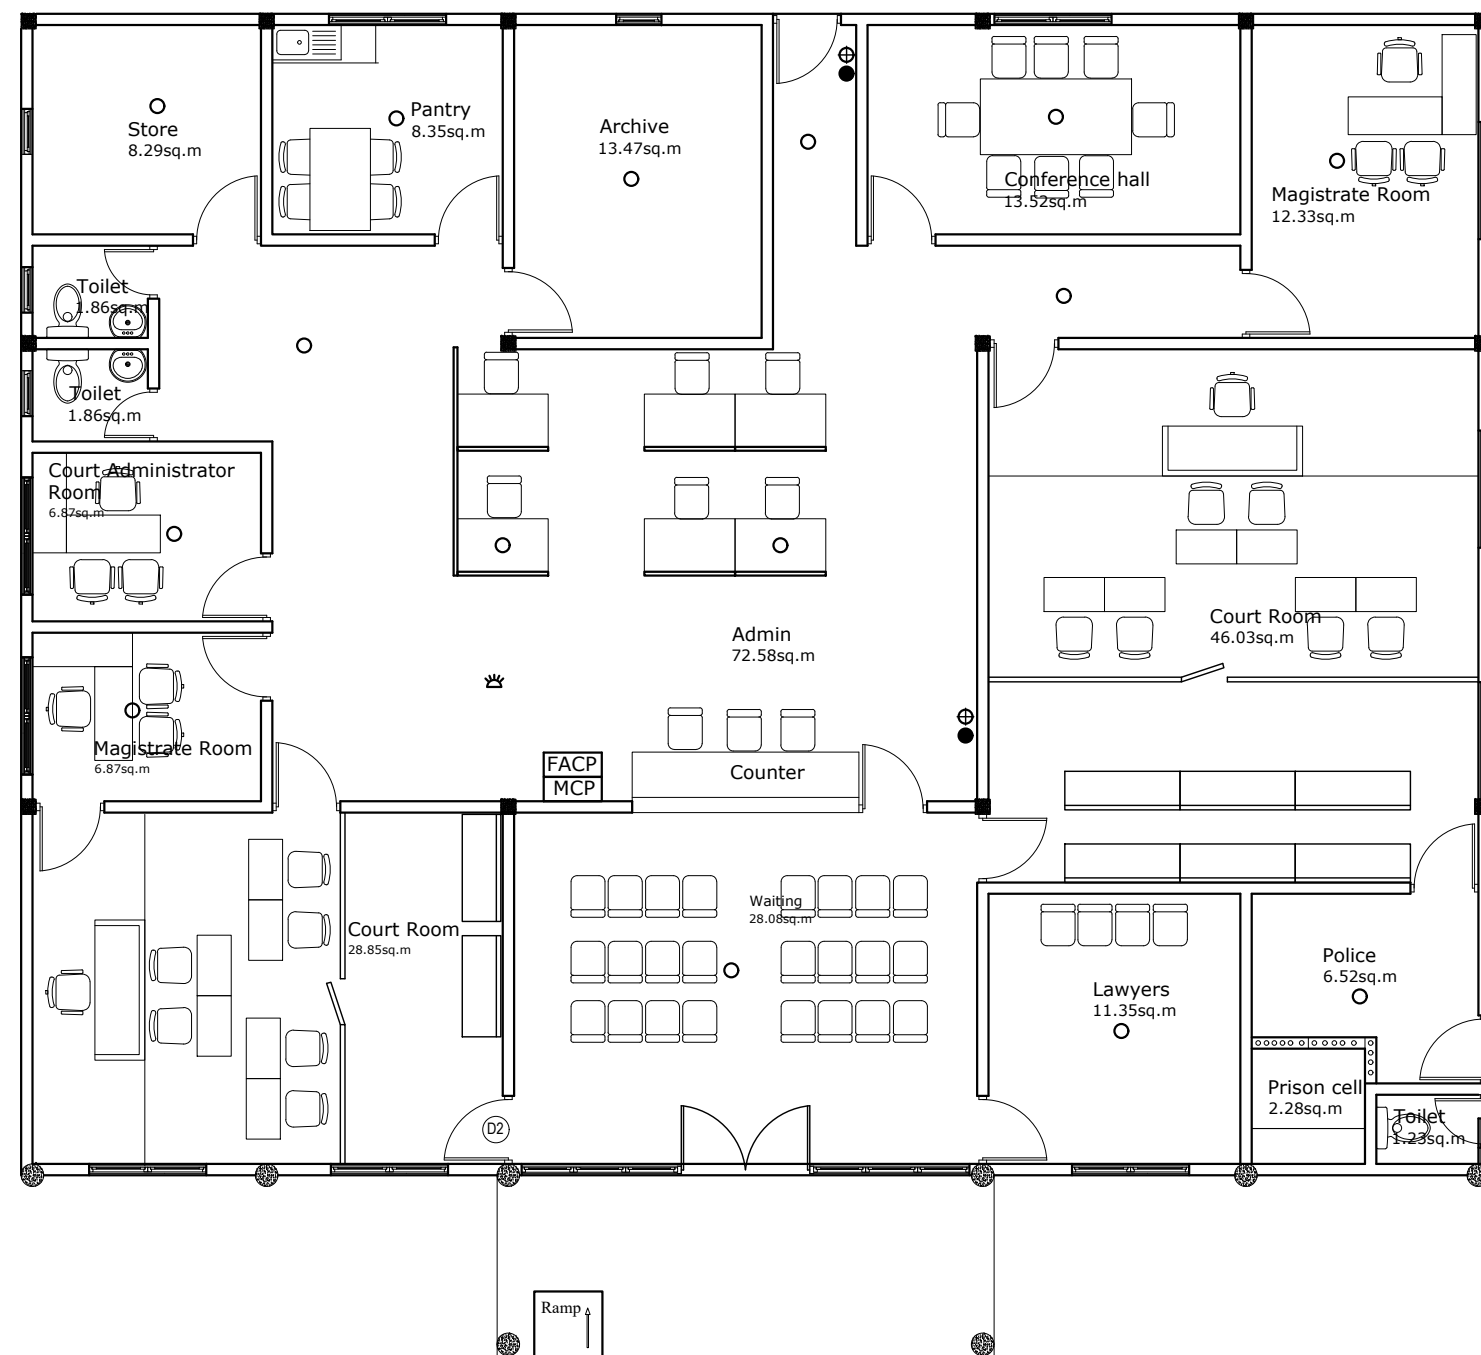 Store
8.29sq.m
Pantry
8.35sq.m
Archive
13.47sq.m
Conference hall
13.52sq.m
Magistrate Room
12.33sq.m
Toilet
1.86sq.m
Toilet
1.86sq.m
Court Administrator
Room
6.87sq.m
Court Room
46.03sq.m
Admin
72.58sq.m
Magistrate Room
6.87sq.m
FACP
MCP
Counter
Court Room
28.85sq.m
Waiting
28.08sq.m
Lawyers
11.35sq.m
Police
6.52sq.m
Prison cell
2.28sq.m
Toilet
1.23sq.m
D2
Ramp